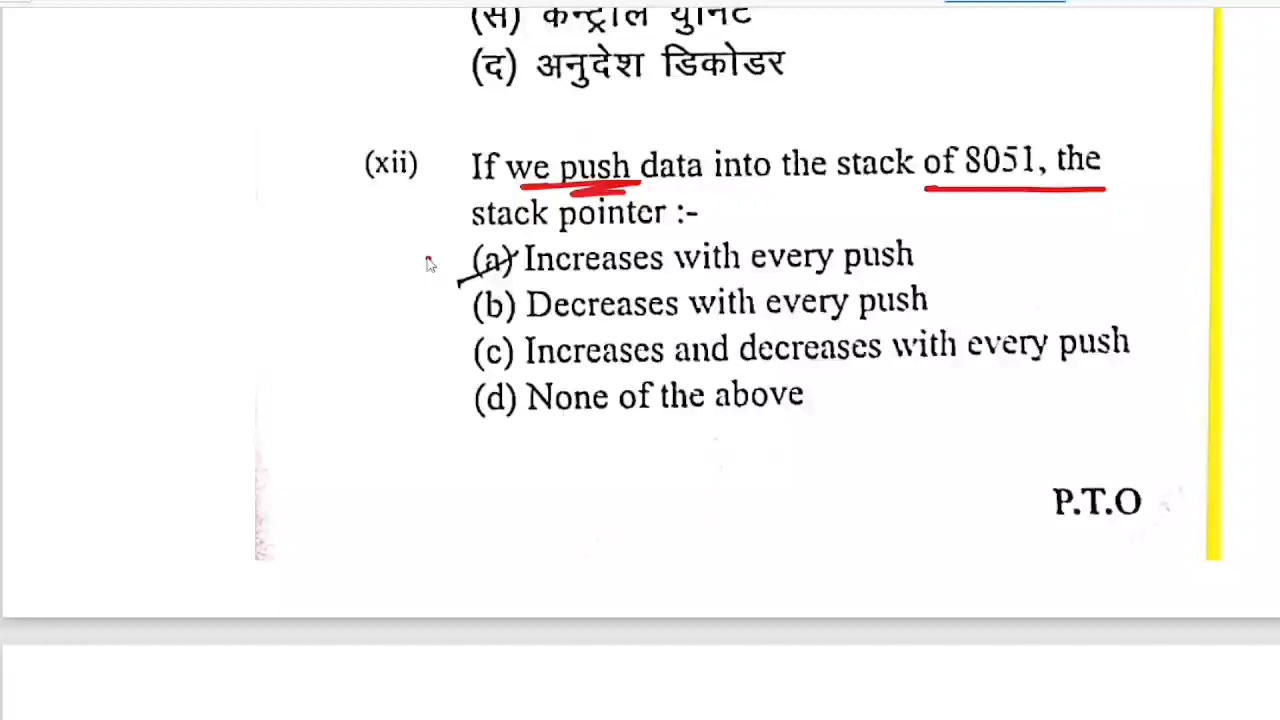 (स) कन्ट्रोल युनिट
(द) अनुदेश डिकोडर
(xii) If we push data into the stack of 8051, the
stack pointer :-
(a) Increases with every push
(b) Decreases with every push
(c) Increases and decreases with every push
(d) None of the above
P.T.O